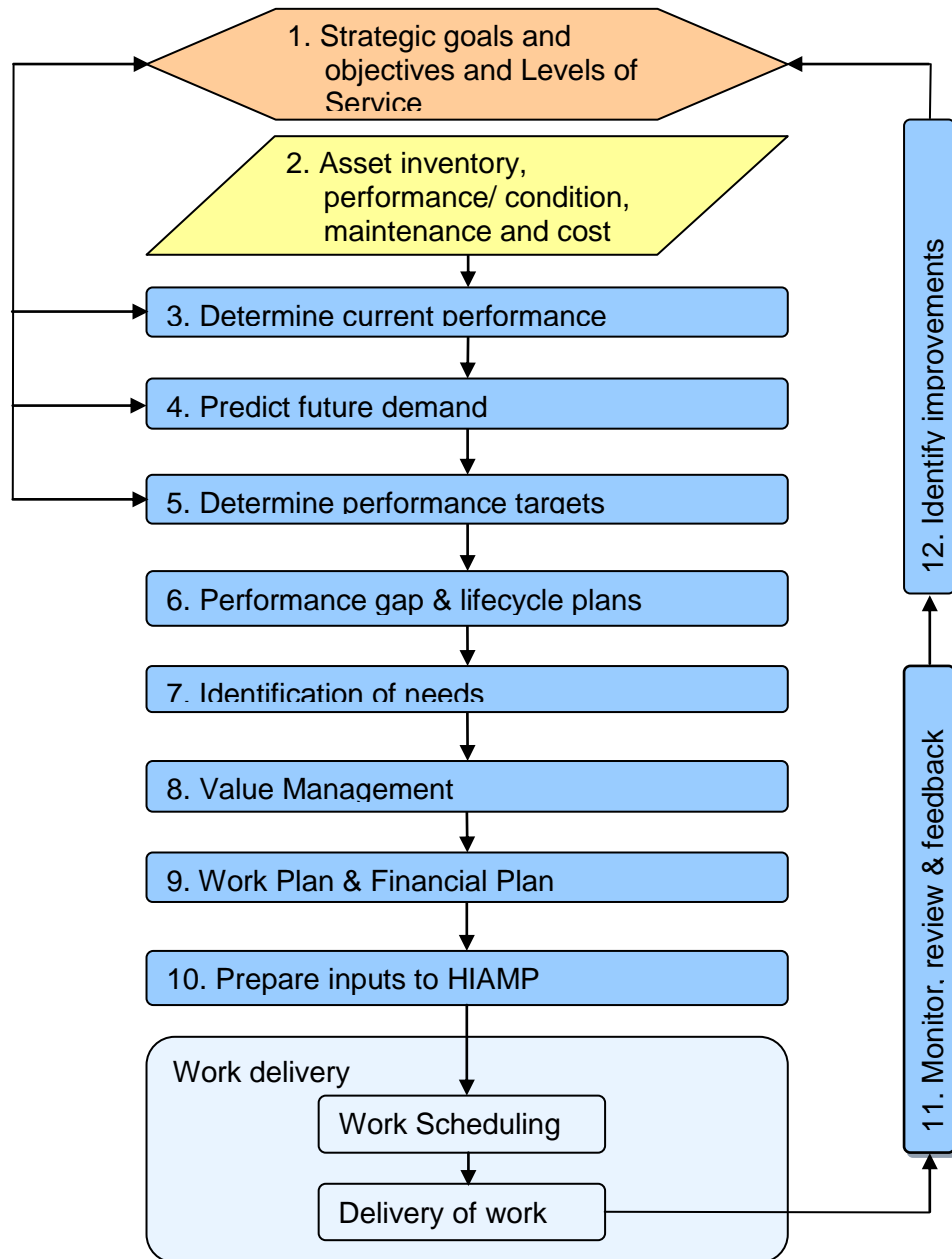 1. Strategic goals and
objectives and Levels of
Service
2. Asset inventory,
performance/ condition,
maintenance and cost
3. Determine current performance
4. Predict future demand
5. Determine performance targets
6. Performance gap & lifecycle plans
7. Identification of needs
8. Value Management
9. Work Plan & Financial Plan
10. Prepare inputs to HIAMP
Work delivery
Work Scheduling
Delivery of work
11. Monitor, review & feedback
12. Identify improvements